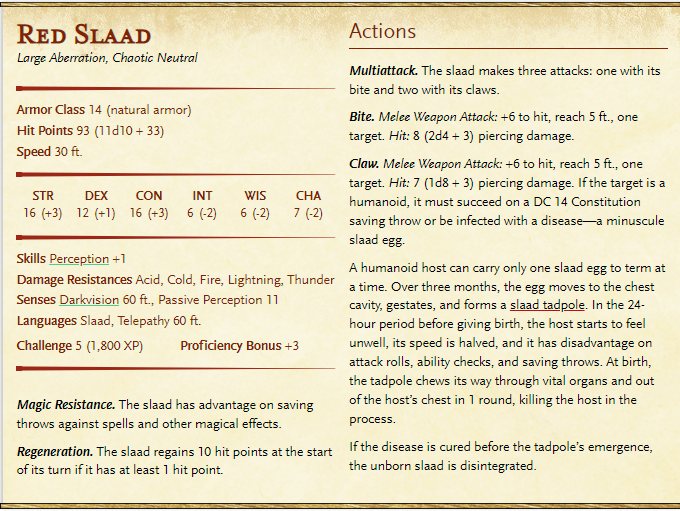 Red Slaad
Large Aberration, Chaotic Neutral
Armor Class 14 (natural armor)
Hit Points 93 (11d10 + 33)
Speed 30 ft.
STR DEX CON INT WIS CHA
16 (+3) 12 (+1) 16 (+3) 6 (-2) 6 (-2) 7 (-2)
Skills Perception +1
Damage Resistances Acid, Cold, Fire, Lightning, Thunder
Senses Darkvision 60 ft., Passive Perception 11
Languages Slaad, Telepathy 60 ft.
Challenge 5 (1,800 XP) Proficiency Bonus +3
Magic Resistance. The slaad has advantage on saving
throws against spells and other magical effects.
Regeneration. The slaad regains 10 hit points at the start
of its turn if it has at least 1 hit point.
Actions
Multiattack. The slaad makes three attacks: one with its
bite and two with its claws.
Bite. Melee Weapon Attack: +6 to hit, reach 5 ft., one
target. Hit: 8 (2d4 + 3) piercing damage.
Claw. Melee Weapon Attack: +6 to hit, reach 5 ft., one
target. Hit: 7 (1d8 + 3) piercing damage. If the target is a
humanoid, it must succeed on a DC 14 Constitution
saving throw or be infected with a disease—a minuscule
slaad egg.
A humanoid host can carry only one slaad egg to term at
a time. Over three months, the egg moves to the chest
cavity, gestates, and forms a slaad tadpole. In the 24-
hour period before giving birth, the host starts to feel
unwell, its speed is halved, and it has disadvantage on
attack rolls, ability checks, and saving throws. At birth,
the tadpole chews its way through vital organs and out
of the host's chest in 1 round, killing the host in the
process.
If the disease is cured before the tadpole's emergence,
the unborn slaad is disintegrated.